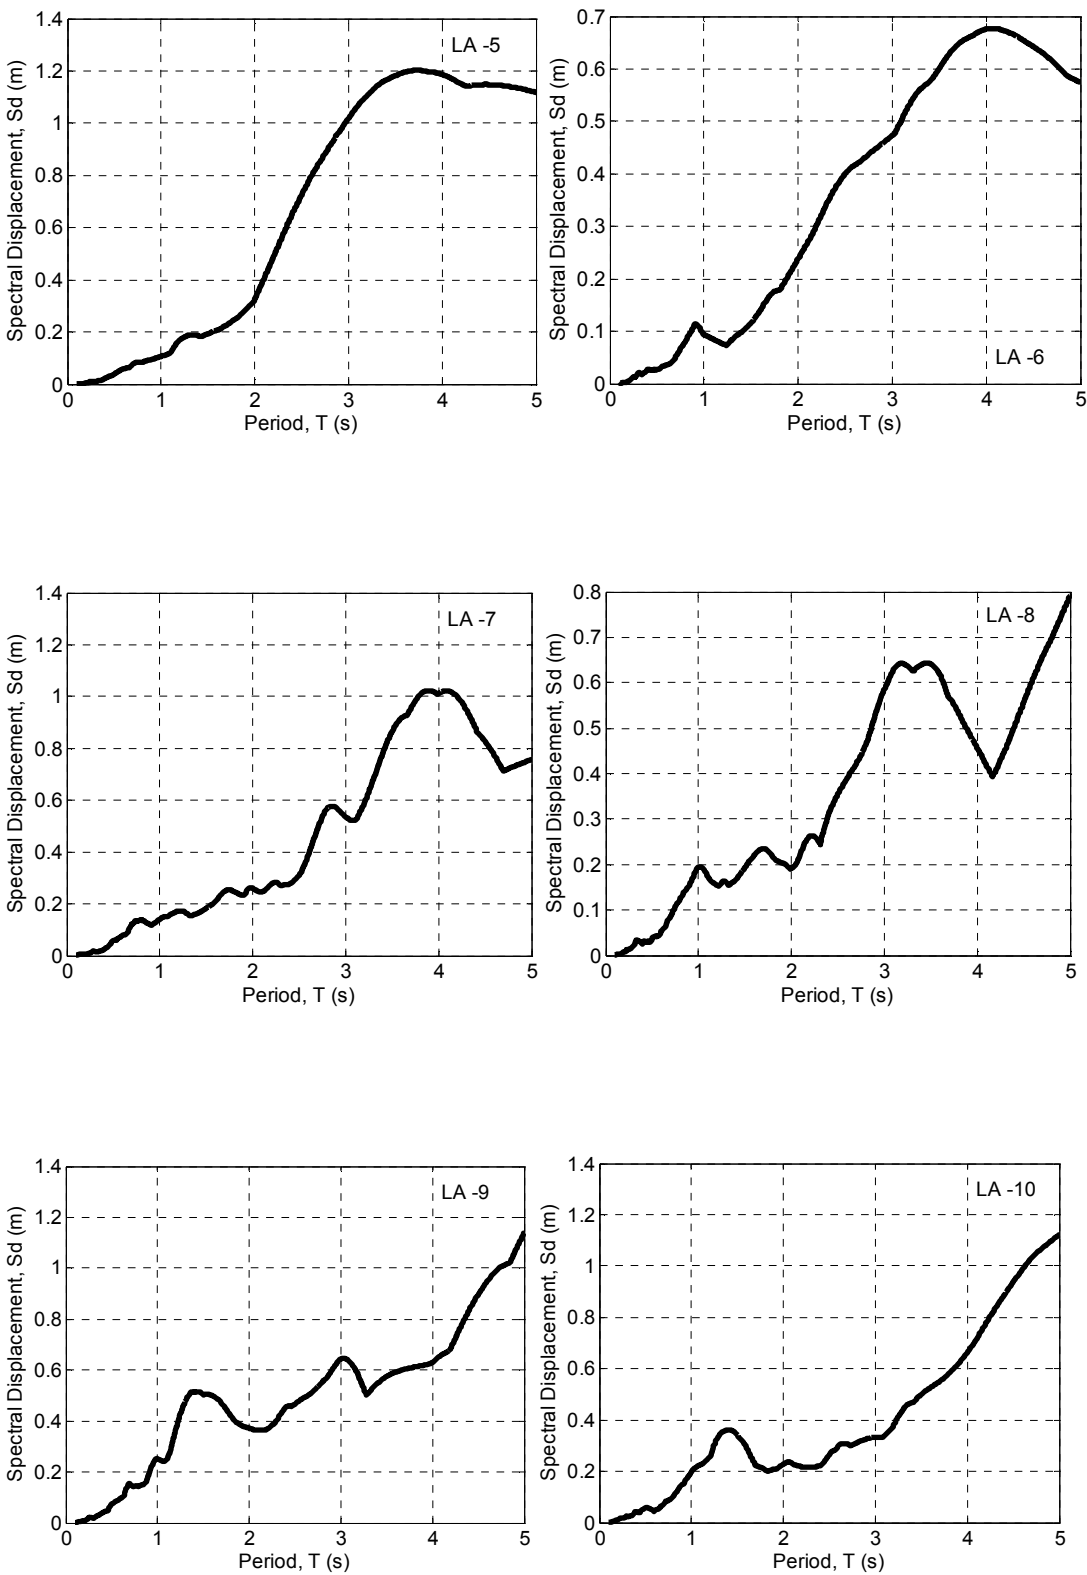 LA -5
Spectral Displacement, Sd (m)
1.4
1.2
1
0.8
0.6
0.4
0.2
0
0 1 2 3 4 5
Period, T (s)
LA -6
Spectral Displacement, Sd (m)
0.7
0.6
0.5
0.4
0.3
0.2
0.1
0
0 1 2 3 4 5
Period, T (s)
LA -7
Spectral Displacement, Sd (m)
1.4
1.2
1
0.8
0.6
0.4
0.2
0
0 1 2 3 4 5
Period, T (s)
LA -8
Spectral Displacement, Sd (m)
0.8
0.7
0.6
0.5
0.4
0.3
0.2
0.1
0
0 1 2 3 4 5
Period, T (s)
LA -9
Spectral Displacement, Sd (m)
1.4
1.2
1
0.8
0.6
0.4
0.2
0
0 1 2 3 4 5
Period, T (s)
LA -10
Spectral Displacement, Sd (m)
1.4
1.2
1
0.8
0.6
0.4
0.2
0
0 1 2 3 4 5
Period, T (s)